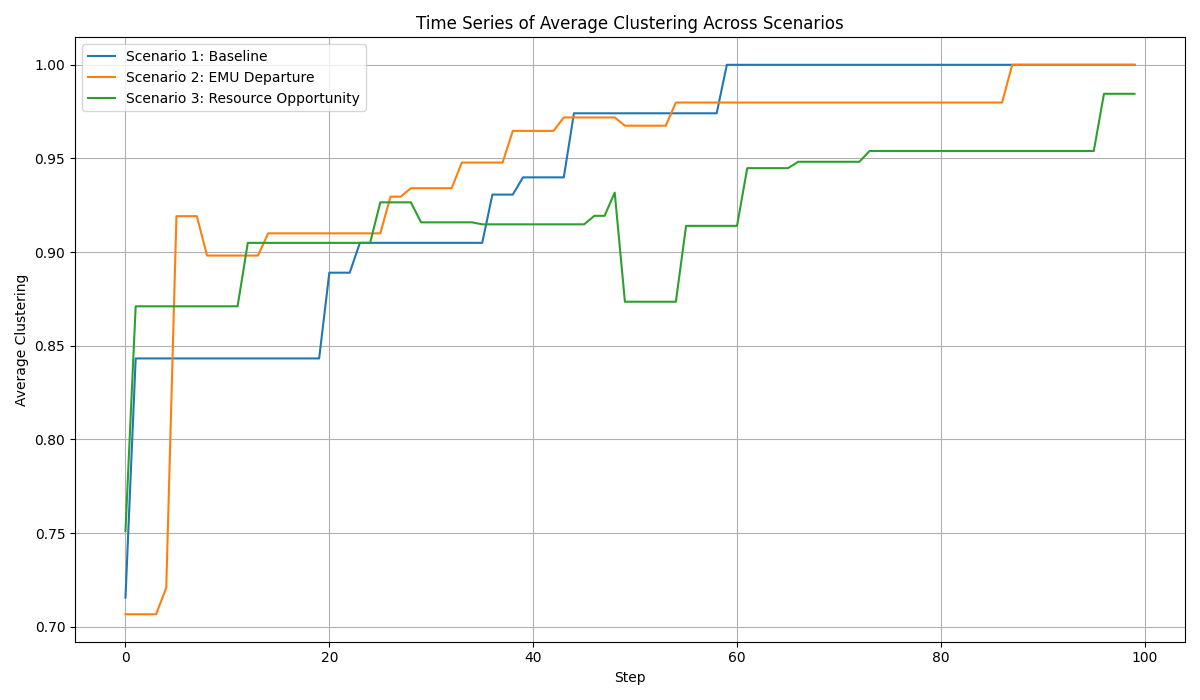 Time Series of Average Clustering Across Scenarios
Scenario 1: Baseline
Scenario 2: EMU Departure
Scenario 3: Resource Opportunity
Average Clustering
1.00
0.95
0.90
0.85
0.80
0.75
0.70
0 20 40 60 80 100
Step